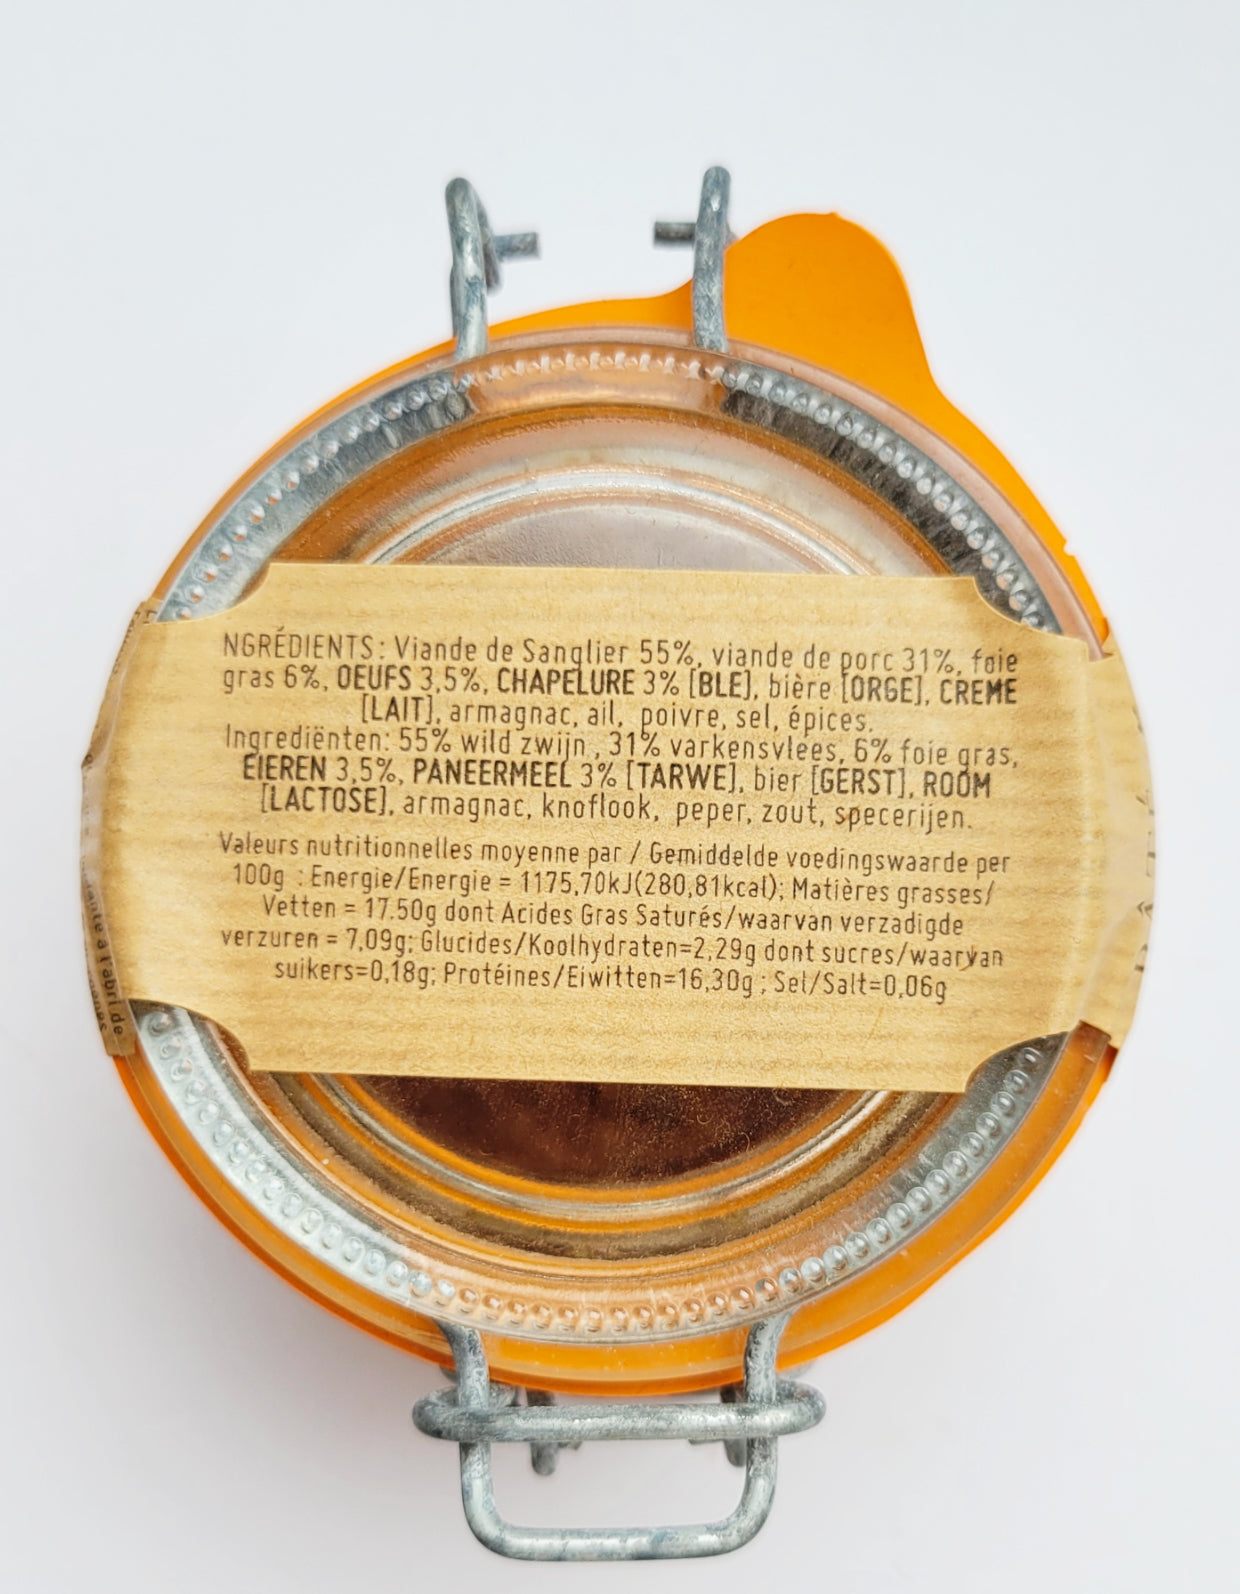 NGRÉDIENTS: Viande de Sanglier 55%, viande de porc 31%, foie
gras 6%, OEUFS 3,5%, CHAPELURE 3% [BLE], bière [ORGE], CREME
[LAIT], armagnac, ail, poivre, sel, épices.
Ingrediënten: 55% wild zwijn , 31% varkensvlees, 6% foie gras,
EIEREN 3,5%, PANEERMEEL 3% [TARWE], bier [GERST], ROOM
[LACTOSE], armagnac, knoflook, peper, zout, specerijen.
Valeurs nutritionnelles moyenne par / Gemiddelde voedingswaarde per
100g : Energie/Energie = 1175,70kJ(280,81kcal); Matières grasses/
Vetten = 17.50g dont Acides Gras Saturés/waarvan verzadigde
verzuren = 7,09g; Glucides/Koolhydraten=2,29g dont sucres/waarvan
suikers=0,18g; Protéines/Eiwitten=16,30g ; Sel/Salt=0,06g
à l'abri de